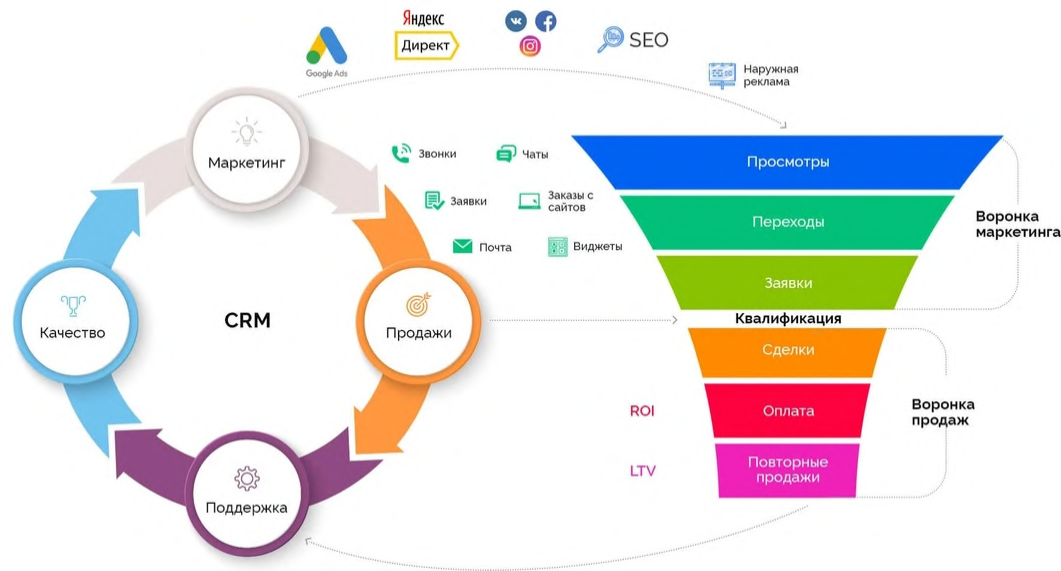 Яндекс
Директ
Google Ads
SEO
Наружная
реклама
Маркетинг
Звонки
Чаты
Заявки
Заказы с
сайтов
Почта
Виджеты
Качество
CRM
Продажи
Поддержка
Просмотры
Переходы
Заявки
Воронка
маркетинга
Квалификация
Сделки
ROI
Оплата
LTV
Повторные
продажи
Воронка
продаж